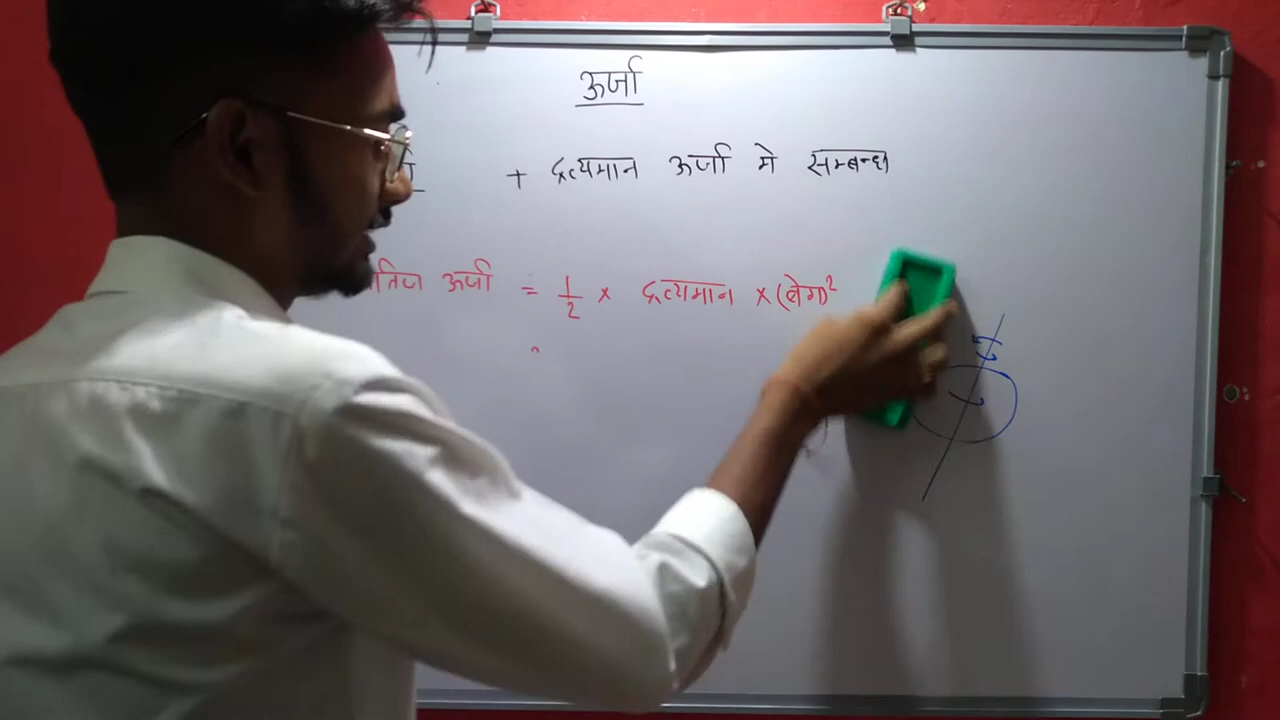 ऊर्जा
+ द्रव्यमान ऊर्जा मे सम्बन्ध
ऊर्जा = 1/2 × द्रव्यमान × (वेग)²